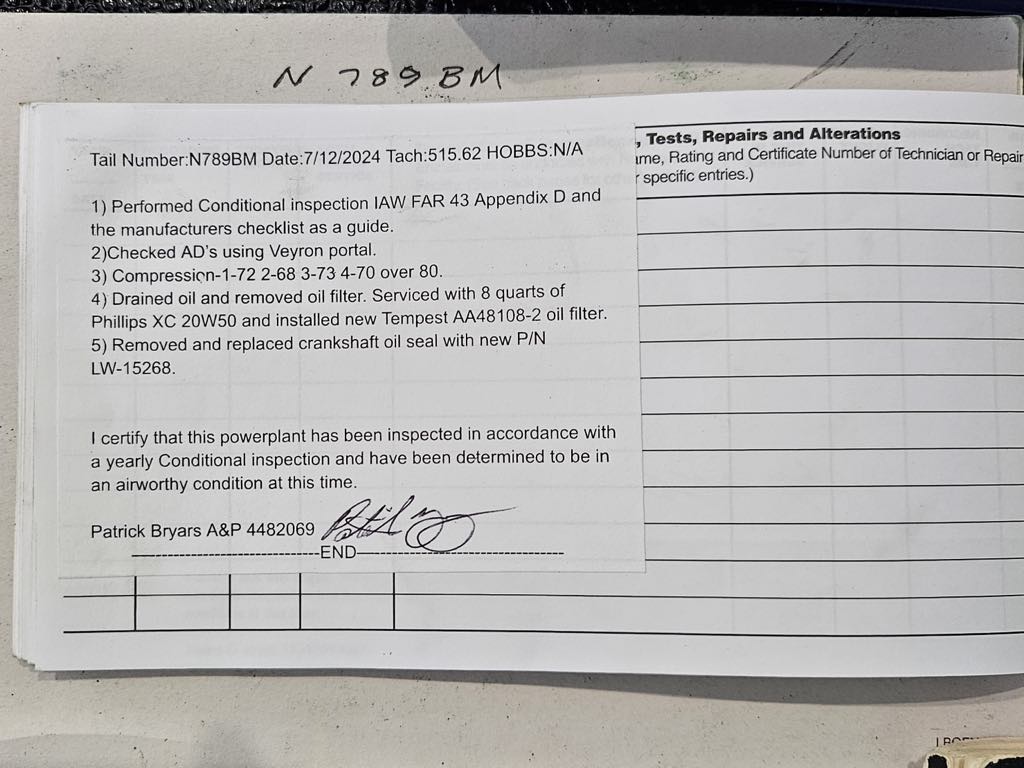 N 789 BM
, Tests, Repairs and Alterations
Name, Rating and Certificate Number of Technician or Repair
r specific entries.)
Tail Number:N789BM Date:7/12/2024 Tach:515.62 HOBBS:N/A
1) Performed Conditional inspection IAW FAR 43 Appendix D and
the manufacturers checklist as a guide.
2)Checked AD's using Veyron portal.
3) Compression-1-72 2-68 3-73 4-70 over 80.
4) Drained oil and removed oil filter. Serviced with 8 quarts of
Phillips XC 20W50 and installed new Tempest AA48108-2 oil filter.
5) Removed and replaced crankshaft oil seal with new P/N
LW-15268.
I certify that this powerplant has been inspected in accordance with
a yearly Conditional inspection and have been determined to be in
an airworthy condition at this time.
Patrick Bryars A&P 4482069
------------------------------END----------------------------------